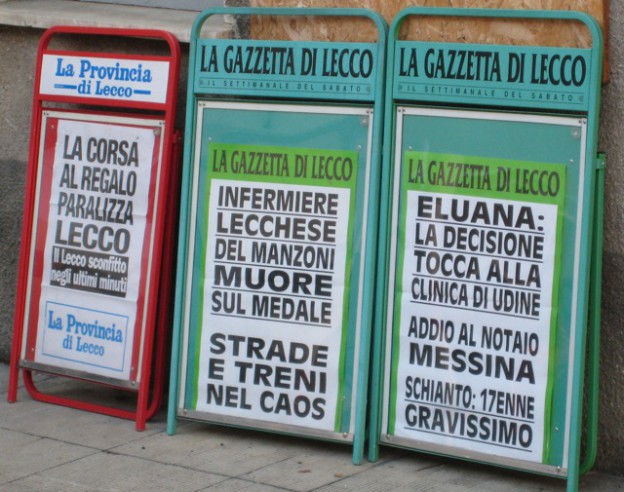 La Provincia
di Lecco
LA CORSA
AL REGALO
PARALIZZA
LECCO
Il Lecco sconfitto
negli ultimi minuti
La Provincia
di Lecco
LA GAZZETTA DI LECCO
IL SETTIMANALE DEL SABATO
LA GAZZETTA DI LECCO
INFERMIERE
LECCHESE
DEL MANZONI
MUORE
SUL MEDALE
STRADE
E TRENI
NEL CAOS
LA GAZZETTA DI LECCO
IL SETTIMANALE DEL SABATO
LA GAZZETTA DI LECCO
ELUANA:
LA DECISIONE
TOCCA ALLA
CLINICA DI UDINE
ADDIO AL NOTAIO
MESSINA
SCHIANTO: 17ENNE
GRAVISSIMO